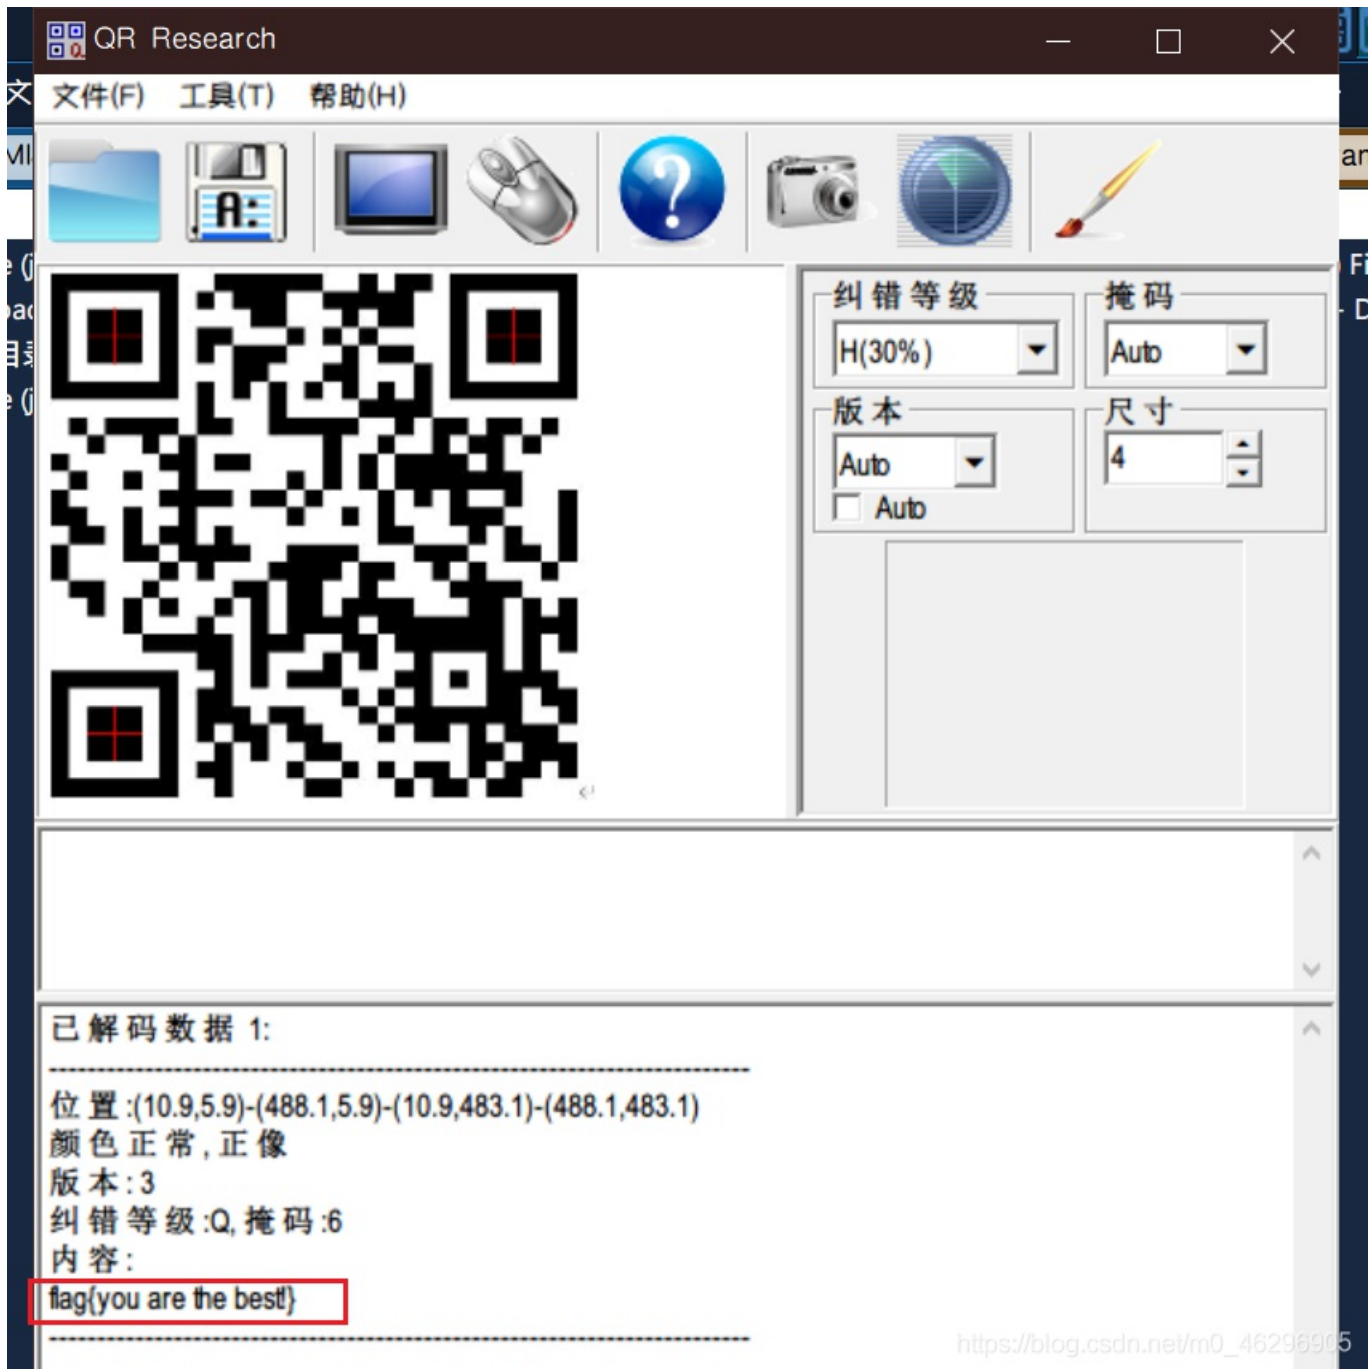 QR Research
文件(F) 工具(T) 帮助(H)
A:
纠错等级
掩码
H(30%)
Auto
版本
尺寸
Auto
4
Auto
已解码数据 1:
--------------------------------------------------------------------------------
位置:(10.9,5.9)-(488.1,5.9)-(10.9,483.1)-(488.1,483.1)
颜色正常,正像
版本:3
纠错等级:Q,掩码:6
内容:
flag{you are the best!}
--------------------------------------------------------------------------------
https://blog.csdn.net/m0_46296905